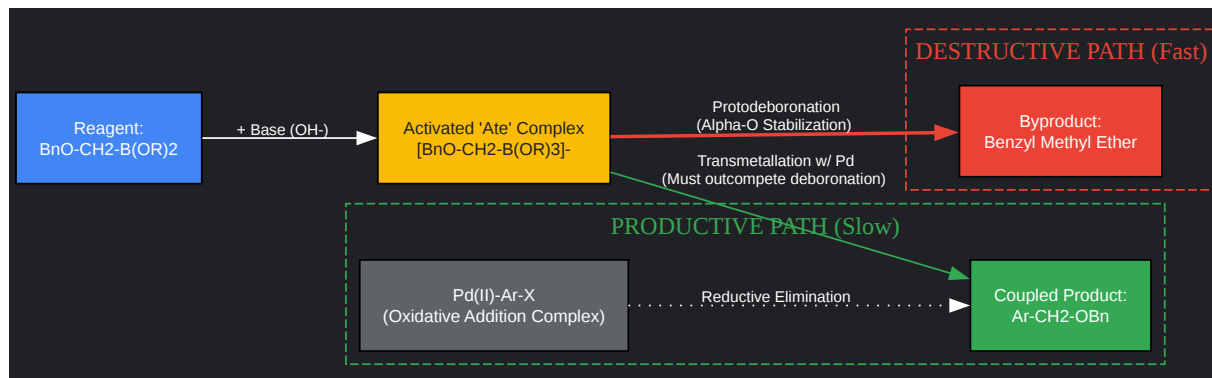 DESTRUCTIVE PATH (Fast)
Reagent:
BnO-CH2-B(OR)2
+ Base (OH-)
Activated 'Ate' Complex
[BnO-CH2-B(OR)3]-
Protodeboronation
(Alpha-O Stabilization)
Byproduct:
Benzyl Methyl Ether
Transmetallation w/ Pd
(Must outcompete deboronation)
PRODUCTIVE PATH (Slow)
Pd(II)-Ar-X
(Oxidative Addition Complex)
Reductive Elimination
Coupled Product:
Ar-CH2-OBn